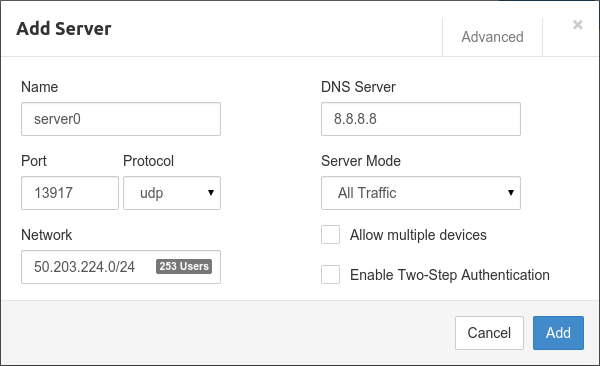 Add Server
Advanced
×
Name
server0
DNS Server
8.8.8.8
Port
Protocol
13917
udp
Server Mode
All Traffic
Network
50.203.224.0/24
253 Users
Allow multiple devices
Enable Two-Step Authentication
Cancel
Add